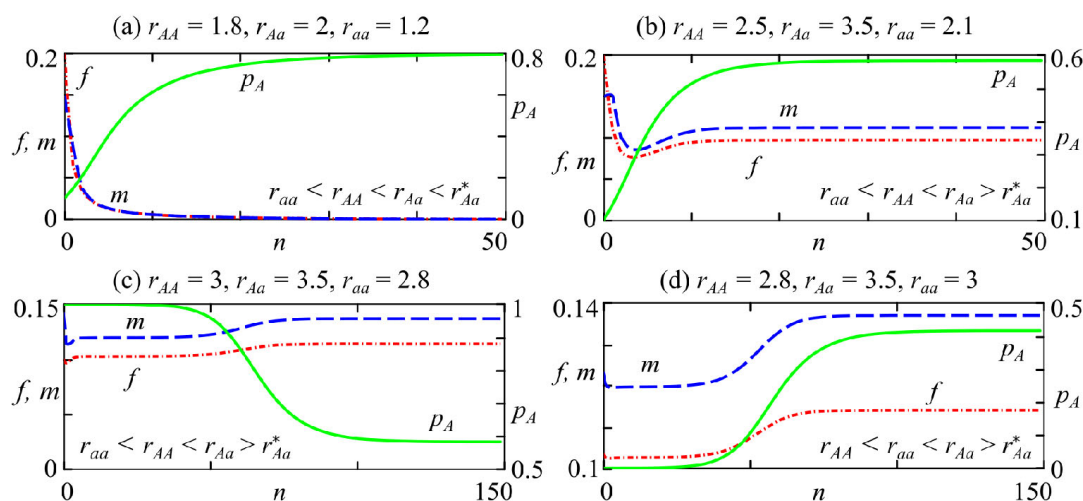 (a) r_AA = 1.8, r_Aa = 2, r_aa = 1.2
0.2
f
p_A
0.8
f, m
p_A
m
r_aa < r_AA < r_Aa < r*_Aa
0
0
0
n
50
(b) r_AA = 2.5, r_Aa = 3.5, r_aa = 2.1
0.2
0.6
p_A
m
f, m
p_A
f
r_aa < r_AA < r_Aa > r*_Aa
0
0.1
0
n
50
(c) r_AA = 3, r_Aa = 3.5, r_aa = 2.8
0.15
1
m
f
f, m
p_A
p_A
r_aa < r_AA < r_Aa > r*_Aa
0
0.5
0
n
150
(d) r_AA = 2.8, r_Aa = 3.5, r_aa = 3
0.14
0.5
p_A
m
f, m
f
p_A
r_AA < r_aa < r_Aa > r*_Aa
0.1
0
0
n
150